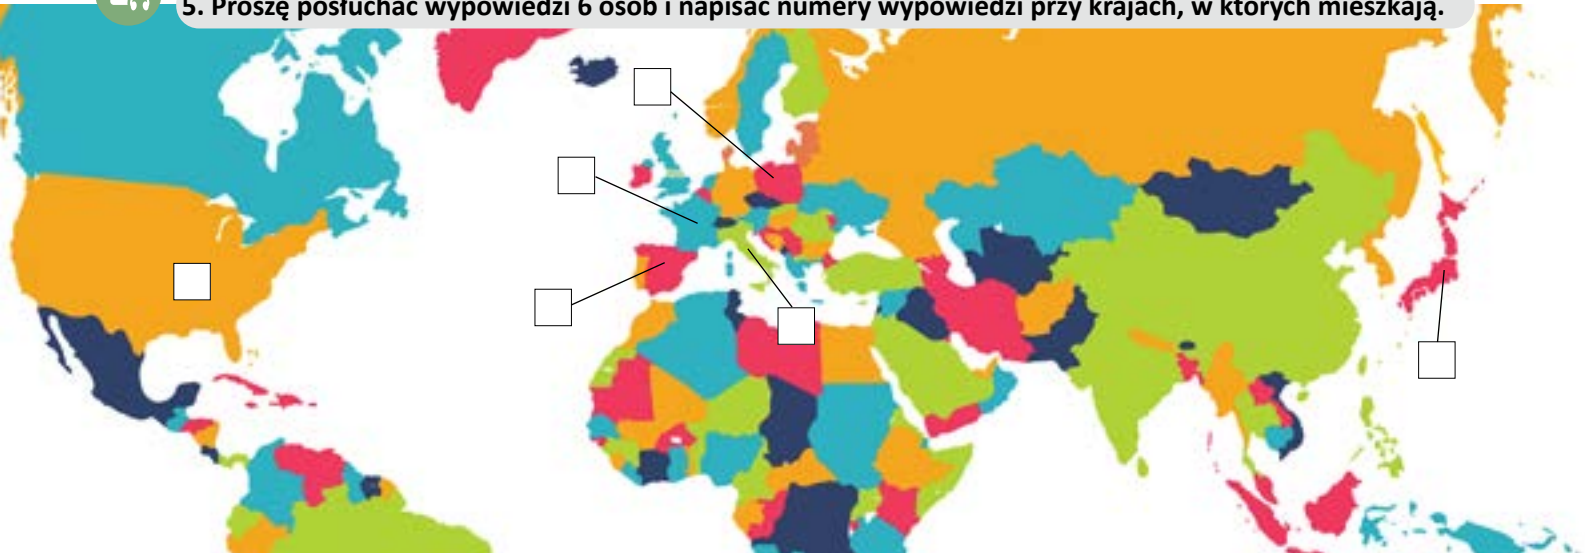 5. Proszę posłuchać wypowiedzi 6 osób i napisać numery wypowiedzi przy krajach, w których mieszkają.